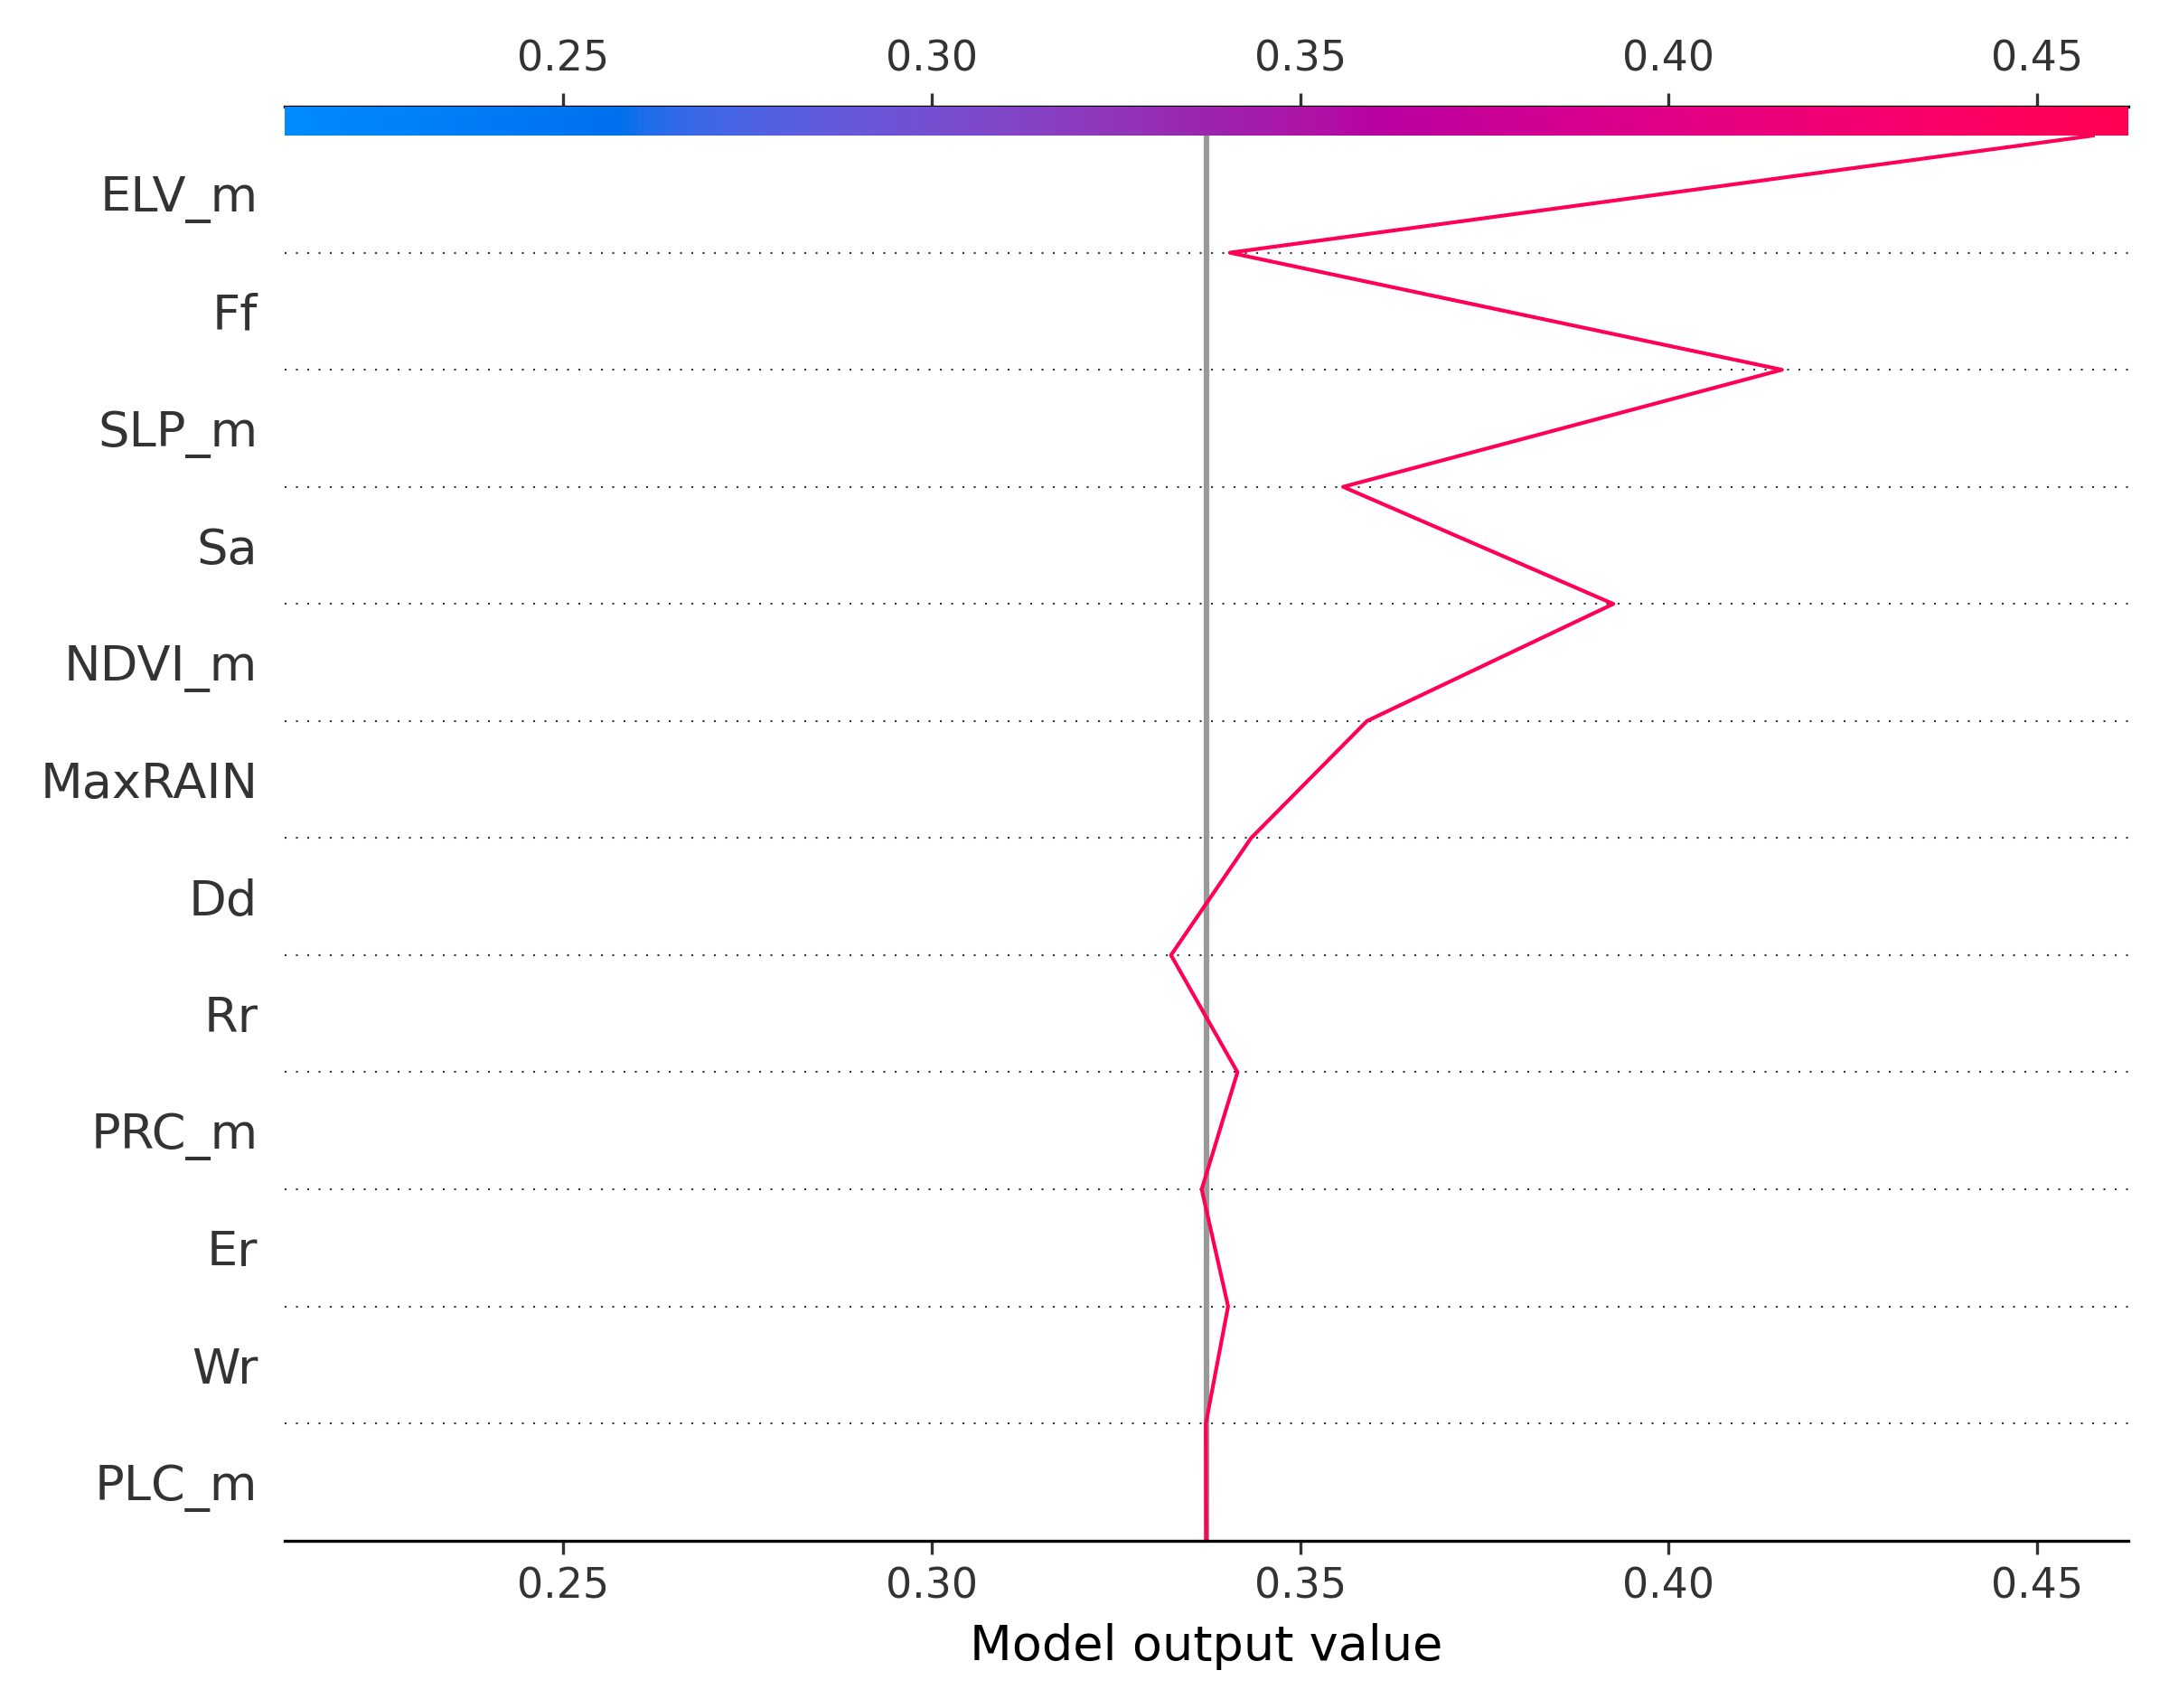 0.25 0.30 0.35 0.40 0.45
ELV_m
Ff
SLP_m
Sa
NDVI_m
MaxRAIN
Dd
Rr
PRC_m
Er
Wr
PLC_m
0.25 0.30 0.35 0.40 0.45
Model output value